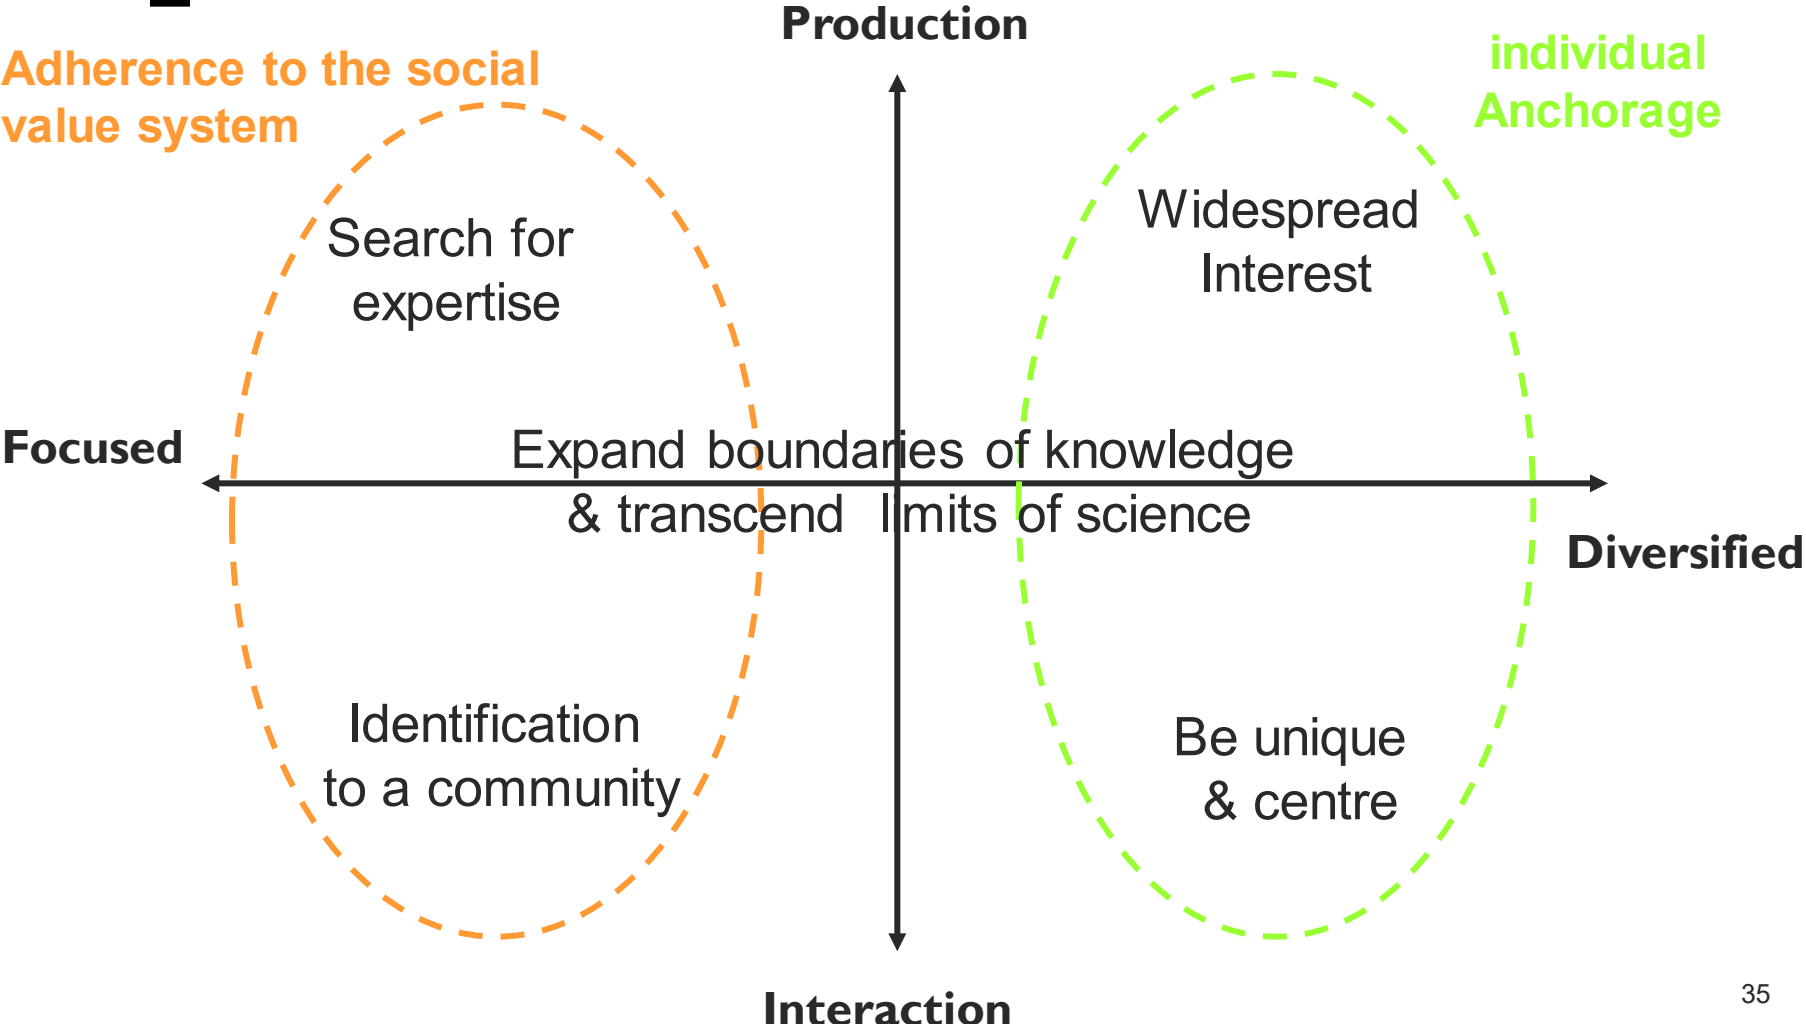 Production
Adherence to the social
value system
individual
Anchorage
Search for
expertise
Widespread
Interest
Focused
Expand boundaries of knowledge
& transcend limits of science
Diversified
Identification
to a community
Be unique
& centre
Interaction
35